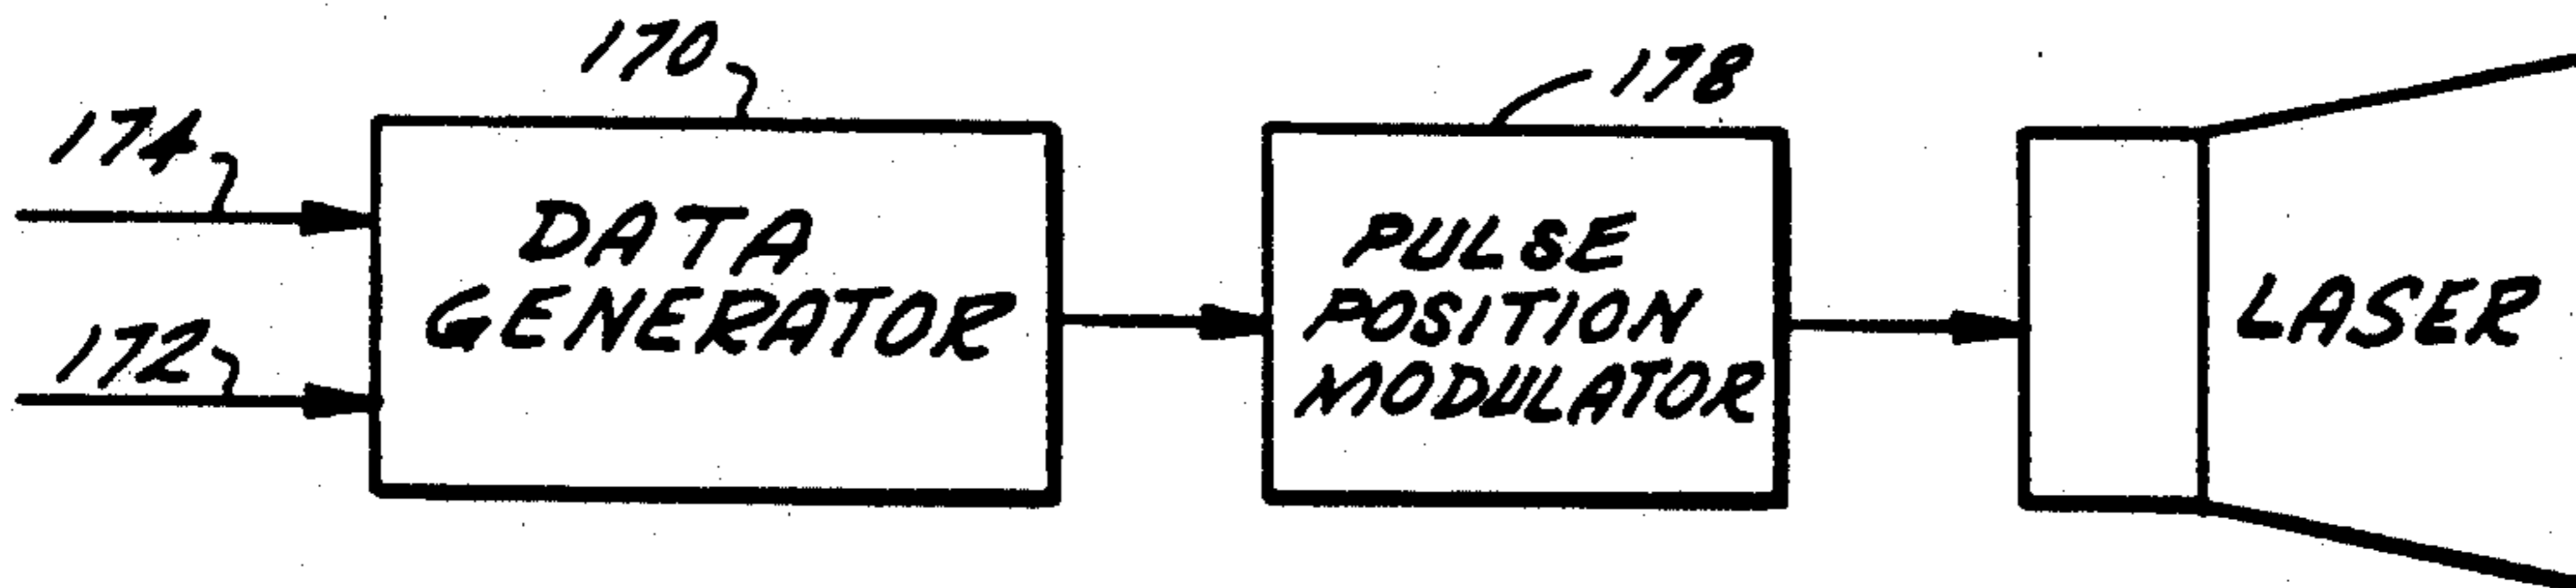 170
178
174
DATA
GENERATOR
172
PULSE
POSITION
MODULATOR
LASER